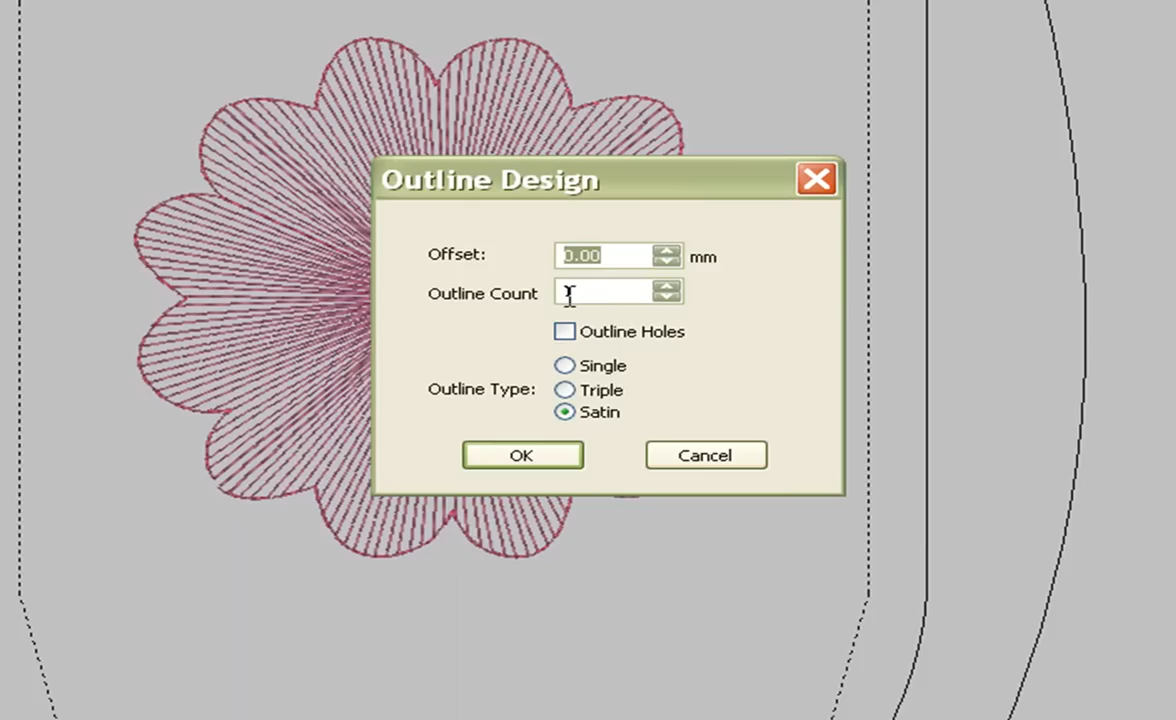 Outline Design
Offset: 0.00 mm
Outline Count
Outline Holes
Single
Outline Type: Triple
Satin
OK Cancel